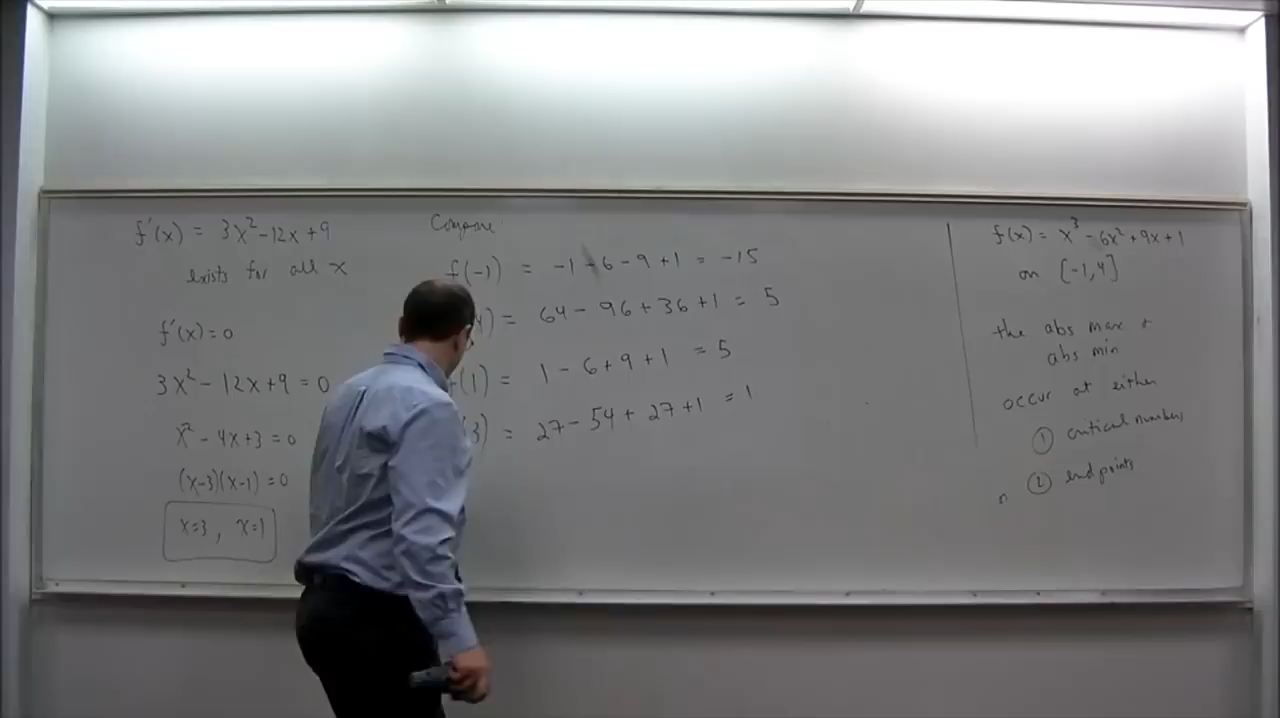 f'(x) = 3x² - 12x + 9
exists for all x
f'(x) = 0
3x² - 12x + 9 = 0
x² - 4x + 3 = 0
(x-3)(x-1) = 0
x=3, x=1
Compare
f(-1) = -1 - 6 - 9 + 1 = -15
4) = 64 - 96 + 36 + 1 = 5
f(1) = 1 - 6 + 9 + 1 = 5
3) = 27 - 54 + 27 + 1 = 1
f(x) = x³ - 6x² + 9x + 1
on [-1,4]
the abs max +
abs min
occur at either
① critical numbers
② endpoints